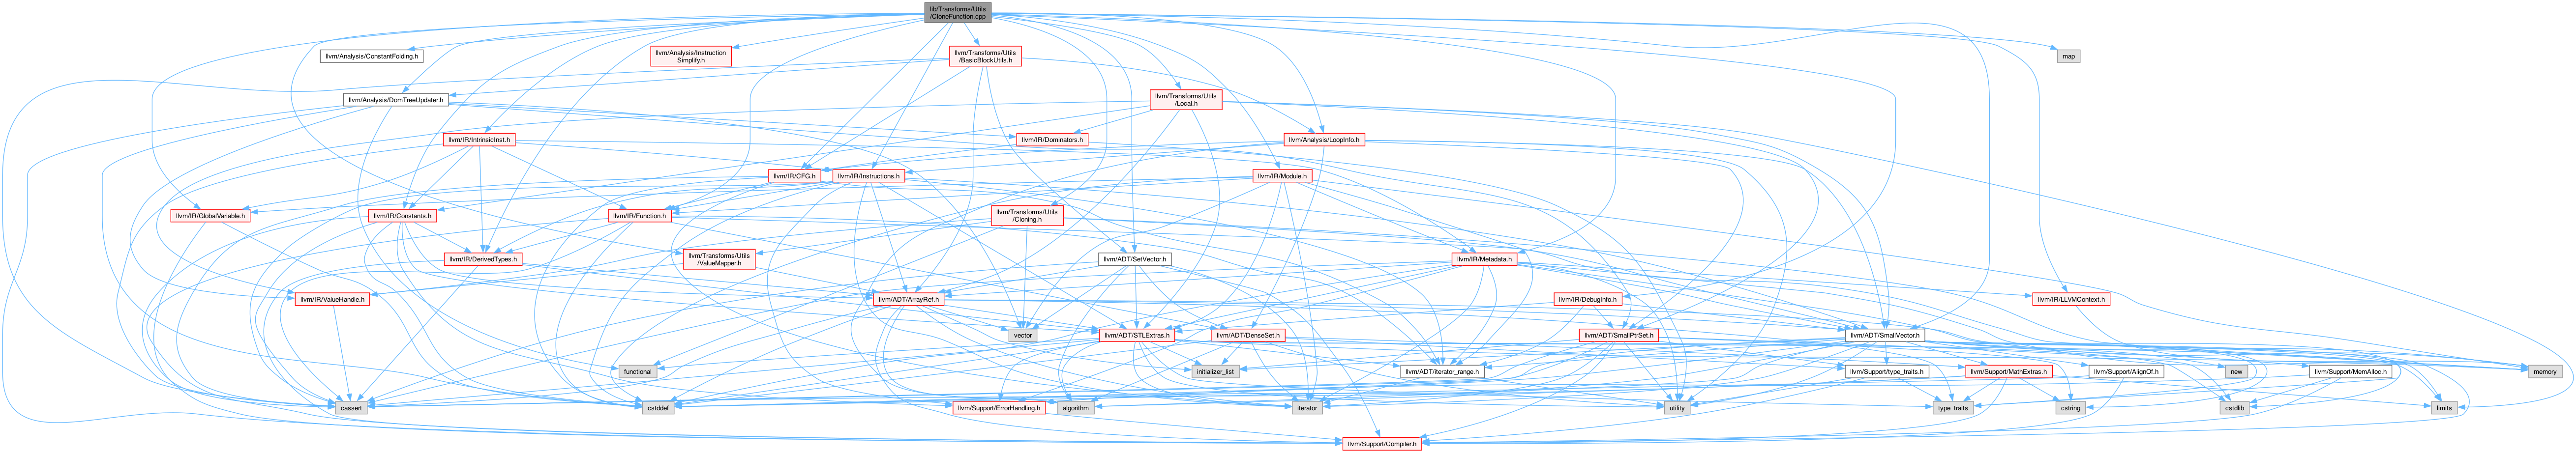 lib/Transforms/Utils
/CloneFunction.cpp
llvm/Analysis/ConstantFolding.h
llvm/Analysis/Instruction
Simplify.h
llvm/Transforms/Utils
/BasicBlockUtils.h
map
llvm/Analysis/DomTreeUpdater.h
llvm/Transforms/Utils
/Local.h
llvm/IR/IntrinsicInst.h
llvm/IR/Dominators.h
llvm/Analysis/LoopInfo.h
llvm/IR/CFG.h
llvm/IR/Instructions.h
llvm/IR/Module.h
llvm/IR/GlobalVariable.h
llvm/IR/Constants.h
llvm/IR/Function.h
llvm/Transforms/Utils
/Cloning.h
llvm/IR/DerivedTypes.h
llvm/Transforms/Utils
/ValueMapper.h
llvm/ADT/SetVector.h
llvm/IR/Metadata.h
llvm/IR/ValueHandle.h
llvm/ADT/ArrayRef.h
llvm/IR/DebugInfo.h
llvm/IR/LLVMContext.h
vector
llvm/ADT/STLExtras.h
llvm/ADT/DenseSet.h
llvm/ADT/SmallPtrSet.h
llvm/ADT/SmallVector.h
functional
initializer_list
llvm/ADT/iterator_range.h
llvm/Support/type_traits.h
llvm/Support/MathExtras.h
llvm/Support/AlignOf.h
new
llvm/Support/MemAlloc.h
memory
cassert
cstddef
llvm/Support/ErrorHandling.h
algorithm
iterator
utility
type_traits
cstring
cstdlib
limits
llvm/Support/Compiler.h